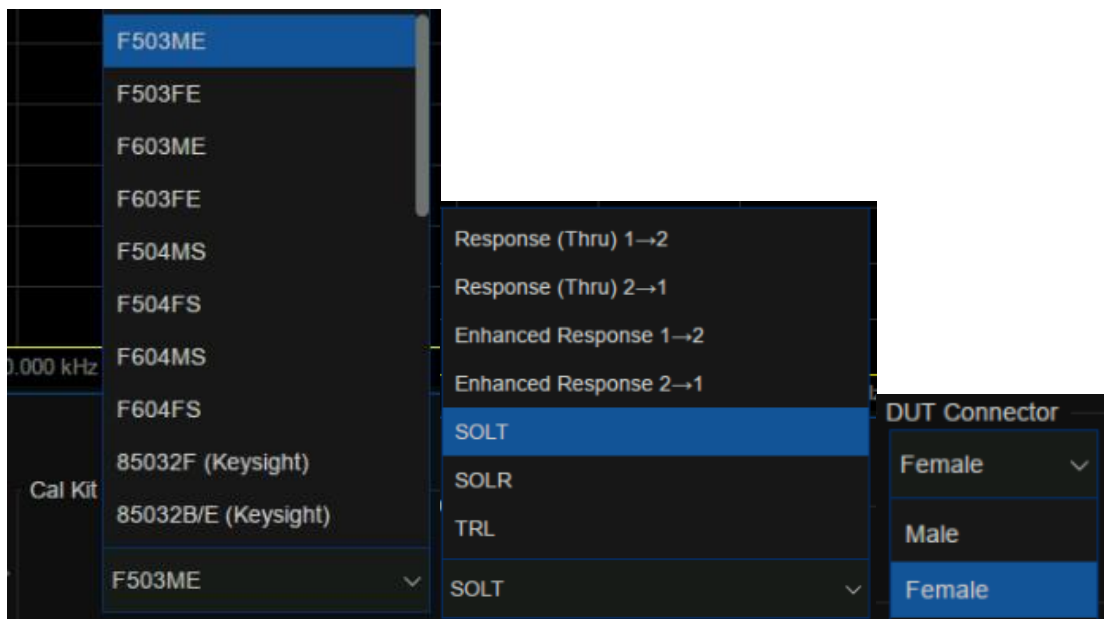 F503ME
F503FE
F603ME
F603FE
F504MS
F504FS
F604MS
F604FS
85032F (Keysight)
85032B/E (Keysight)
F503ME
.000 kHz
Cal Kit
Response (Thru) 1→2
Response (Thru) 2→1
Enhanced Response 1→2
Enhanced Response 2→1
SOLT
SOLR
TRL
SOLT
DUT Connector
Female
Male
Female